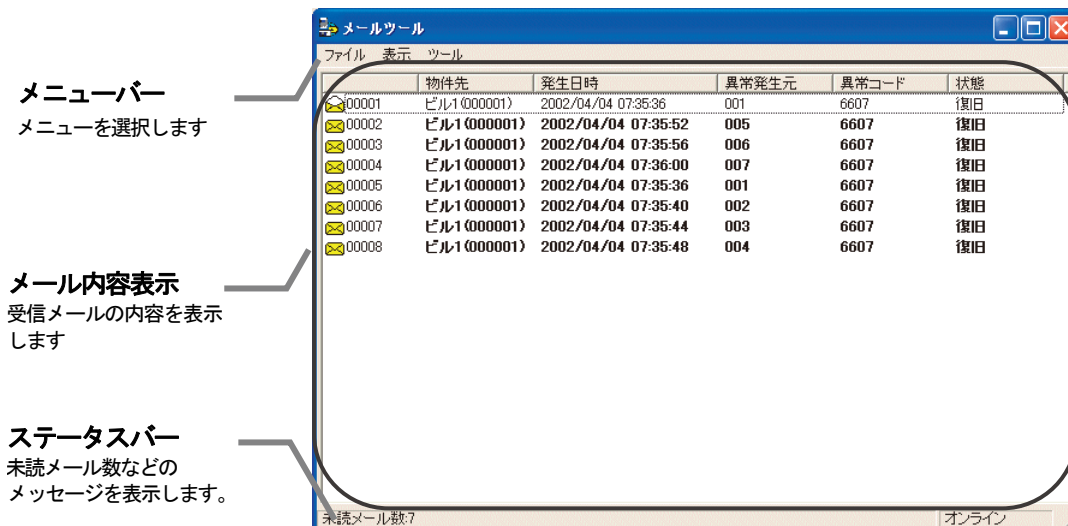 メールツール
ファイル 表示 ツール
メニューバー
メニューを選択します
物件先 発生日時 異常発生元 異常コード 状態
00001 ビル1(000001) 2002/04/04 07:35:36 001 6607 復旧
00002 ビル1(000001) 2002/04/04 07:35:52 005 6607 復旧
00003 ビル1(000001) 2002/04/04 07:35:56 006 6607 復旧
00004 ビル1(000001) 2002/04/04 07:36:00 007 6607 復旧
00005 ビル1(000001) 2002/04/04 07:35:36 001 6607 復旧
00006 ビル1(000001) 2002/04/04 07:35:40 002 6607 復旧
00007 ビル1(000001) 2002/04/04 07:35:44 003 6607 復旧
00008 ビル1(000001) 2002/04/04 07:35:48 004 6607 復旧
メール内容表示
受信メールの内容を表示
します
ステータスバー
未読メール数などの
メッセージを表示します。
未読メール数:7 オンライン